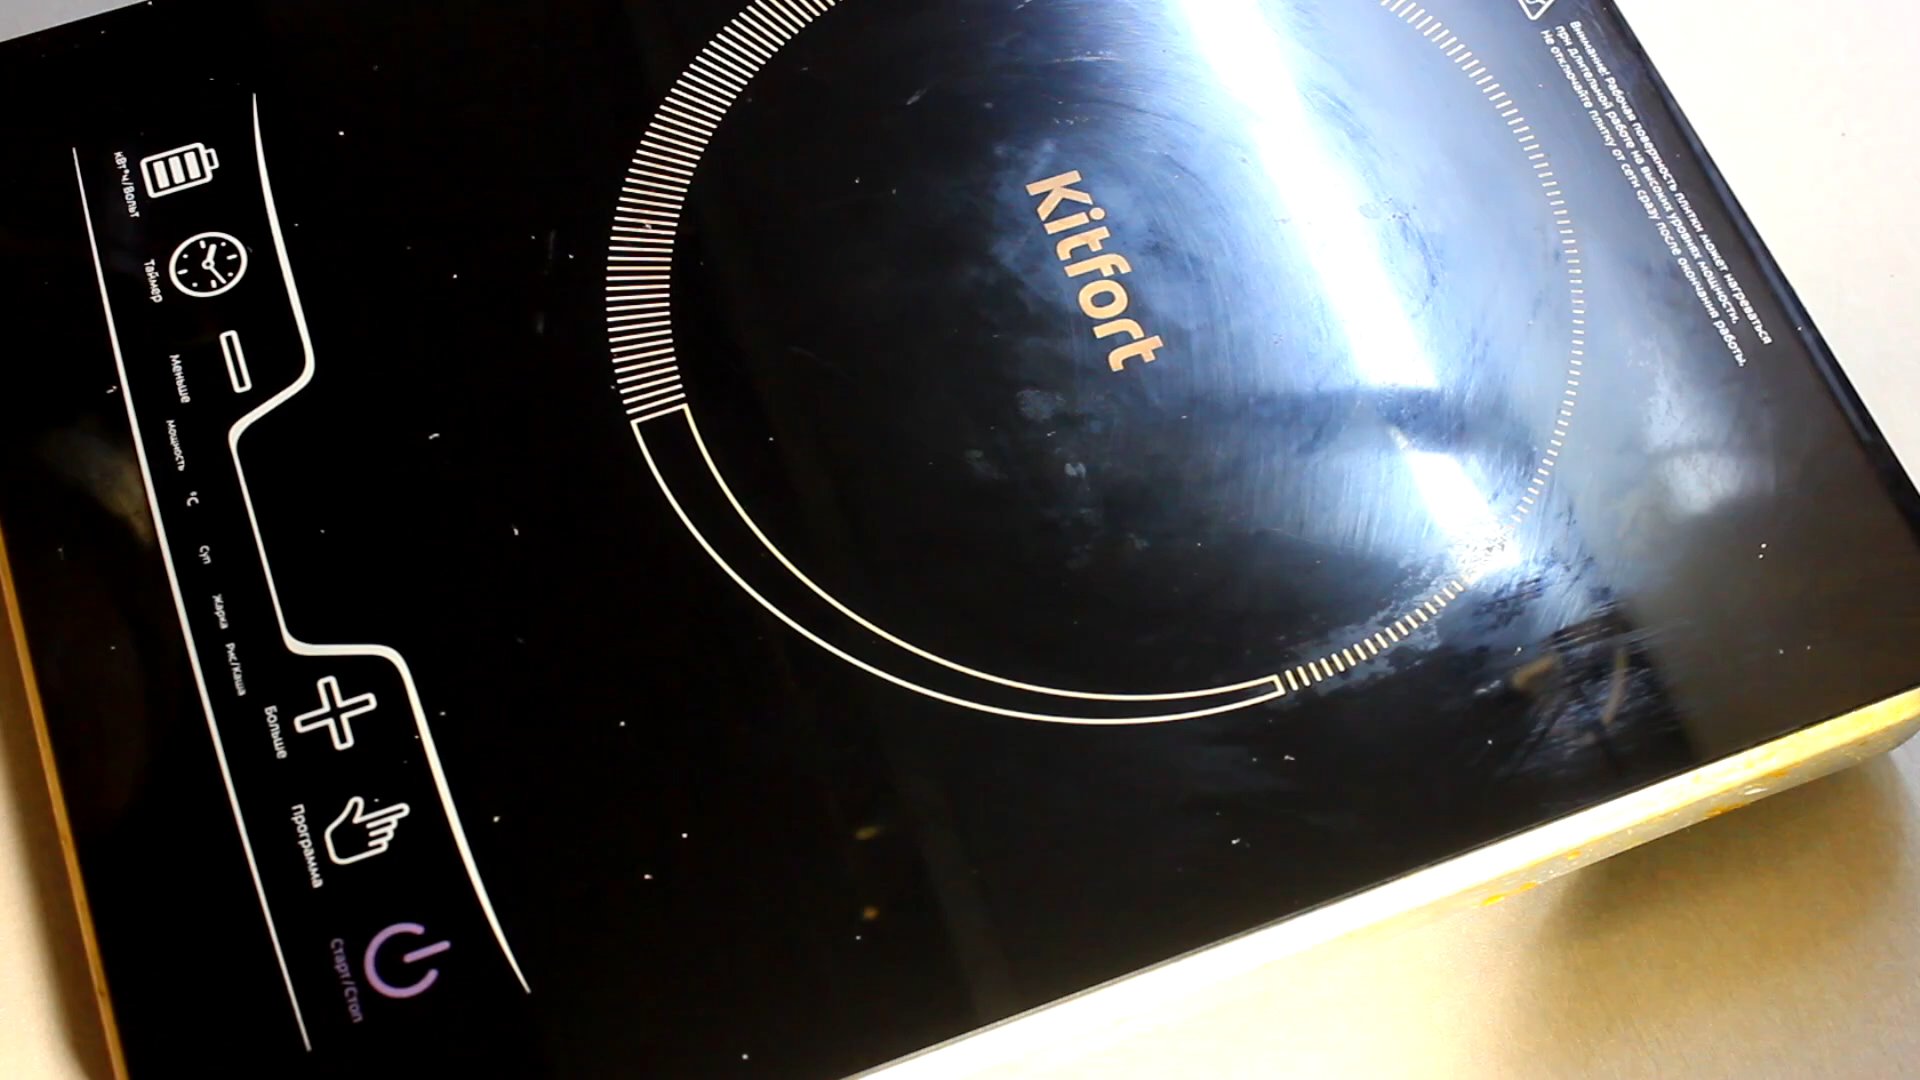 Внимание! Рабочая поверхность плитки может нагреваться
при длительной работе на высоких уровнях мощности.
Не отключайте плитку от сети сразу после окончания работы.
Kitfort
кВт*ч/Вольт
Таймер
Меньше
Мощность
°C
Суп
Жарка
Рис/Каша
Больше
Программа
Старт/Стоп